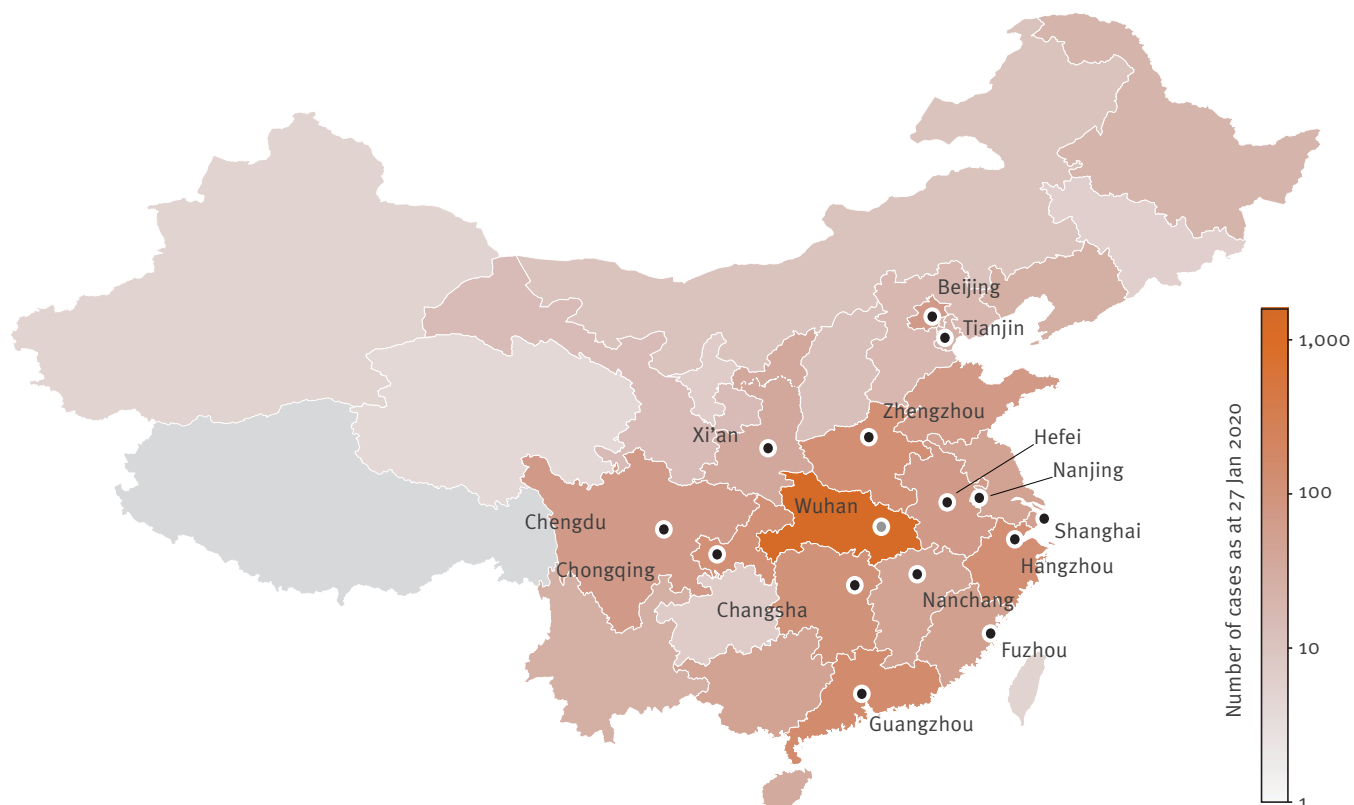 Beijing
Tianjin
Zhengzhou
Xi'an
Hefei
Nanjing
Wuhan
Chengdu
Shanghai
Chongqing
Hangzhou
Changsha
Nanchang
Fuzhou
Guangzhou
Number of cases as at 27 Jan 2020
1,000
100
10
1